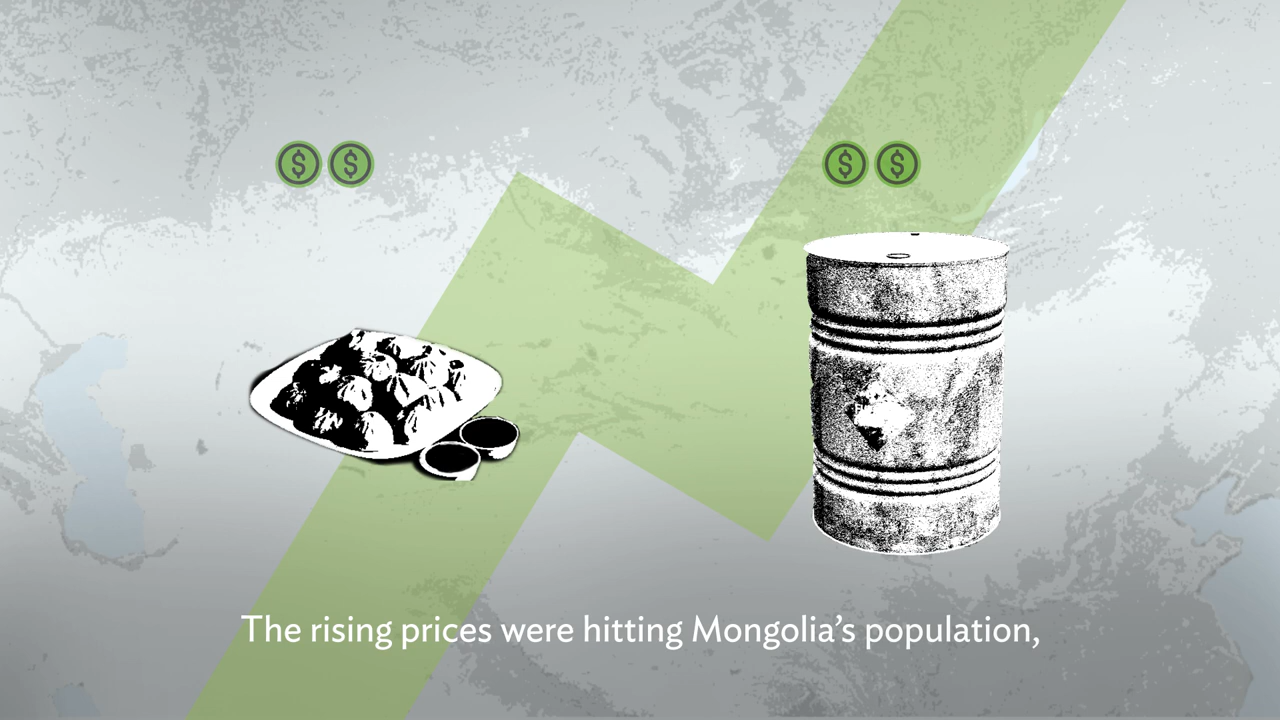 $ $ $ $
The rising prices were hitting Mongolia's population,